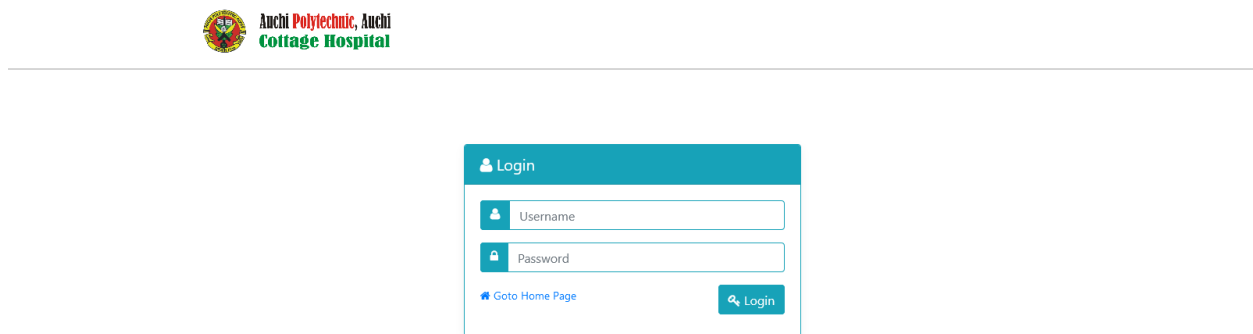 Auchi Polytechnic, Auchi
Cottage Hospital
Login
Username
Password
Goto Home Page
Login